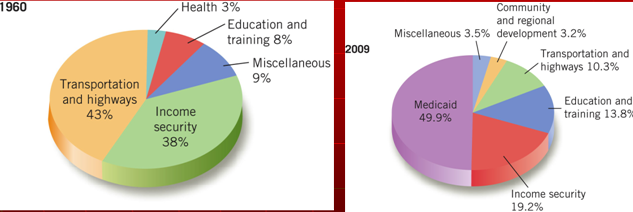 1960
Health 3%
Education and
training 8%
Miscellaneous
9%
Transportation
and highways
43%
Income
security
38%
2009
Community
and regional
development 3.2%
Miscellaneous 3.5%
Transportation and
highways 10.3%
Medicaid
49.9%
Education and
training 13.8%
Income security
19.2%